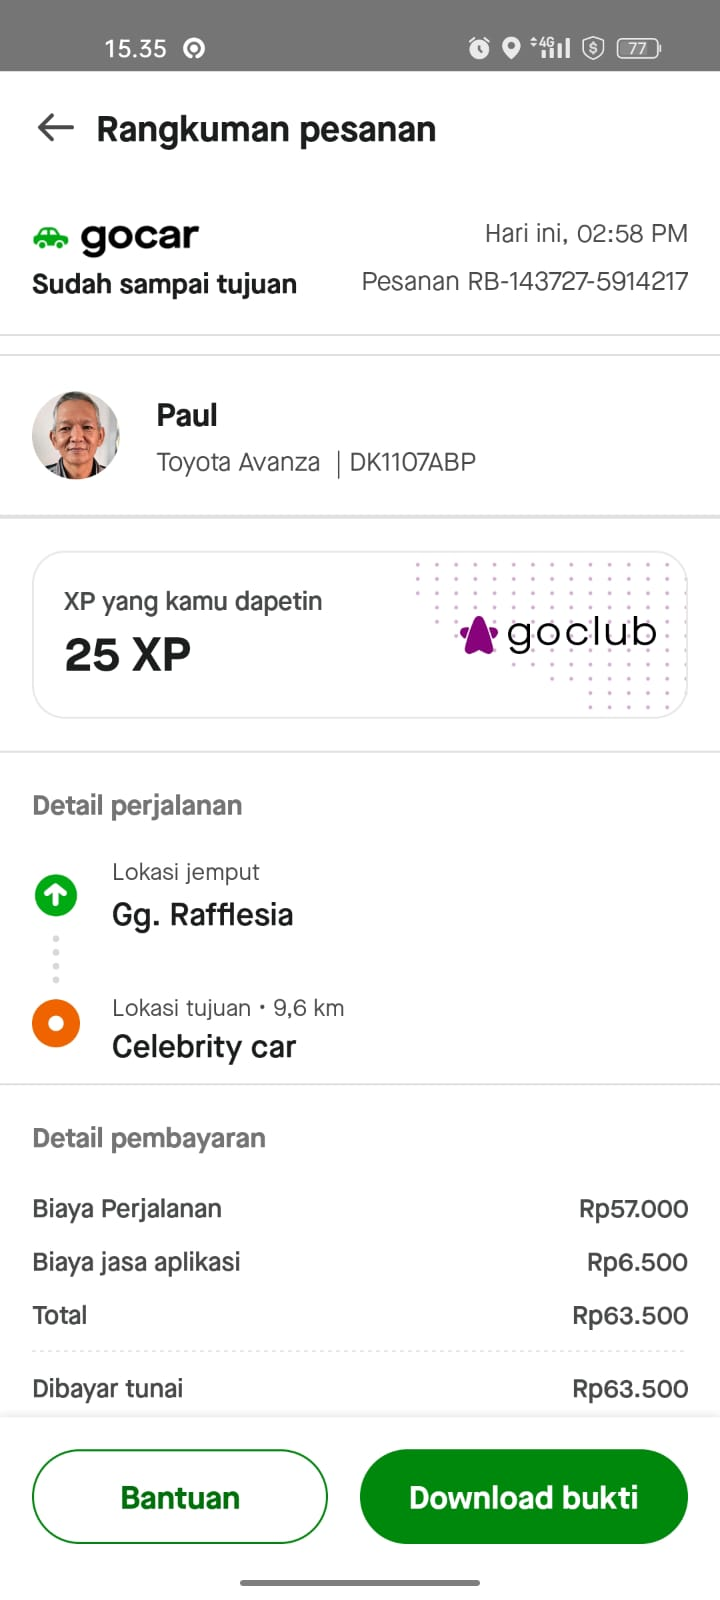 15.35
4G
77
Rangkuman pesanan
gocar
Hari ini, 02:58 PM
Sudah sampai tujuan
Pesanan RB-143727-5914217
Paul
Toyota Avanza | DK1107ABP
XP yang kamu dapetin
25 XP
goclub
Detail perjalanan
Lokasi jemput
Gg. Rafflesia
Lokasi tujuan • 9,6 km
Celebrity car
Detail pembayaran
Biaya Perjalanan Rp57.000
Biaya jasa aplikasi Rp6.500
Total Rp63.500
Dibayar tunai Rp63.500
Bantuan
Download bukti